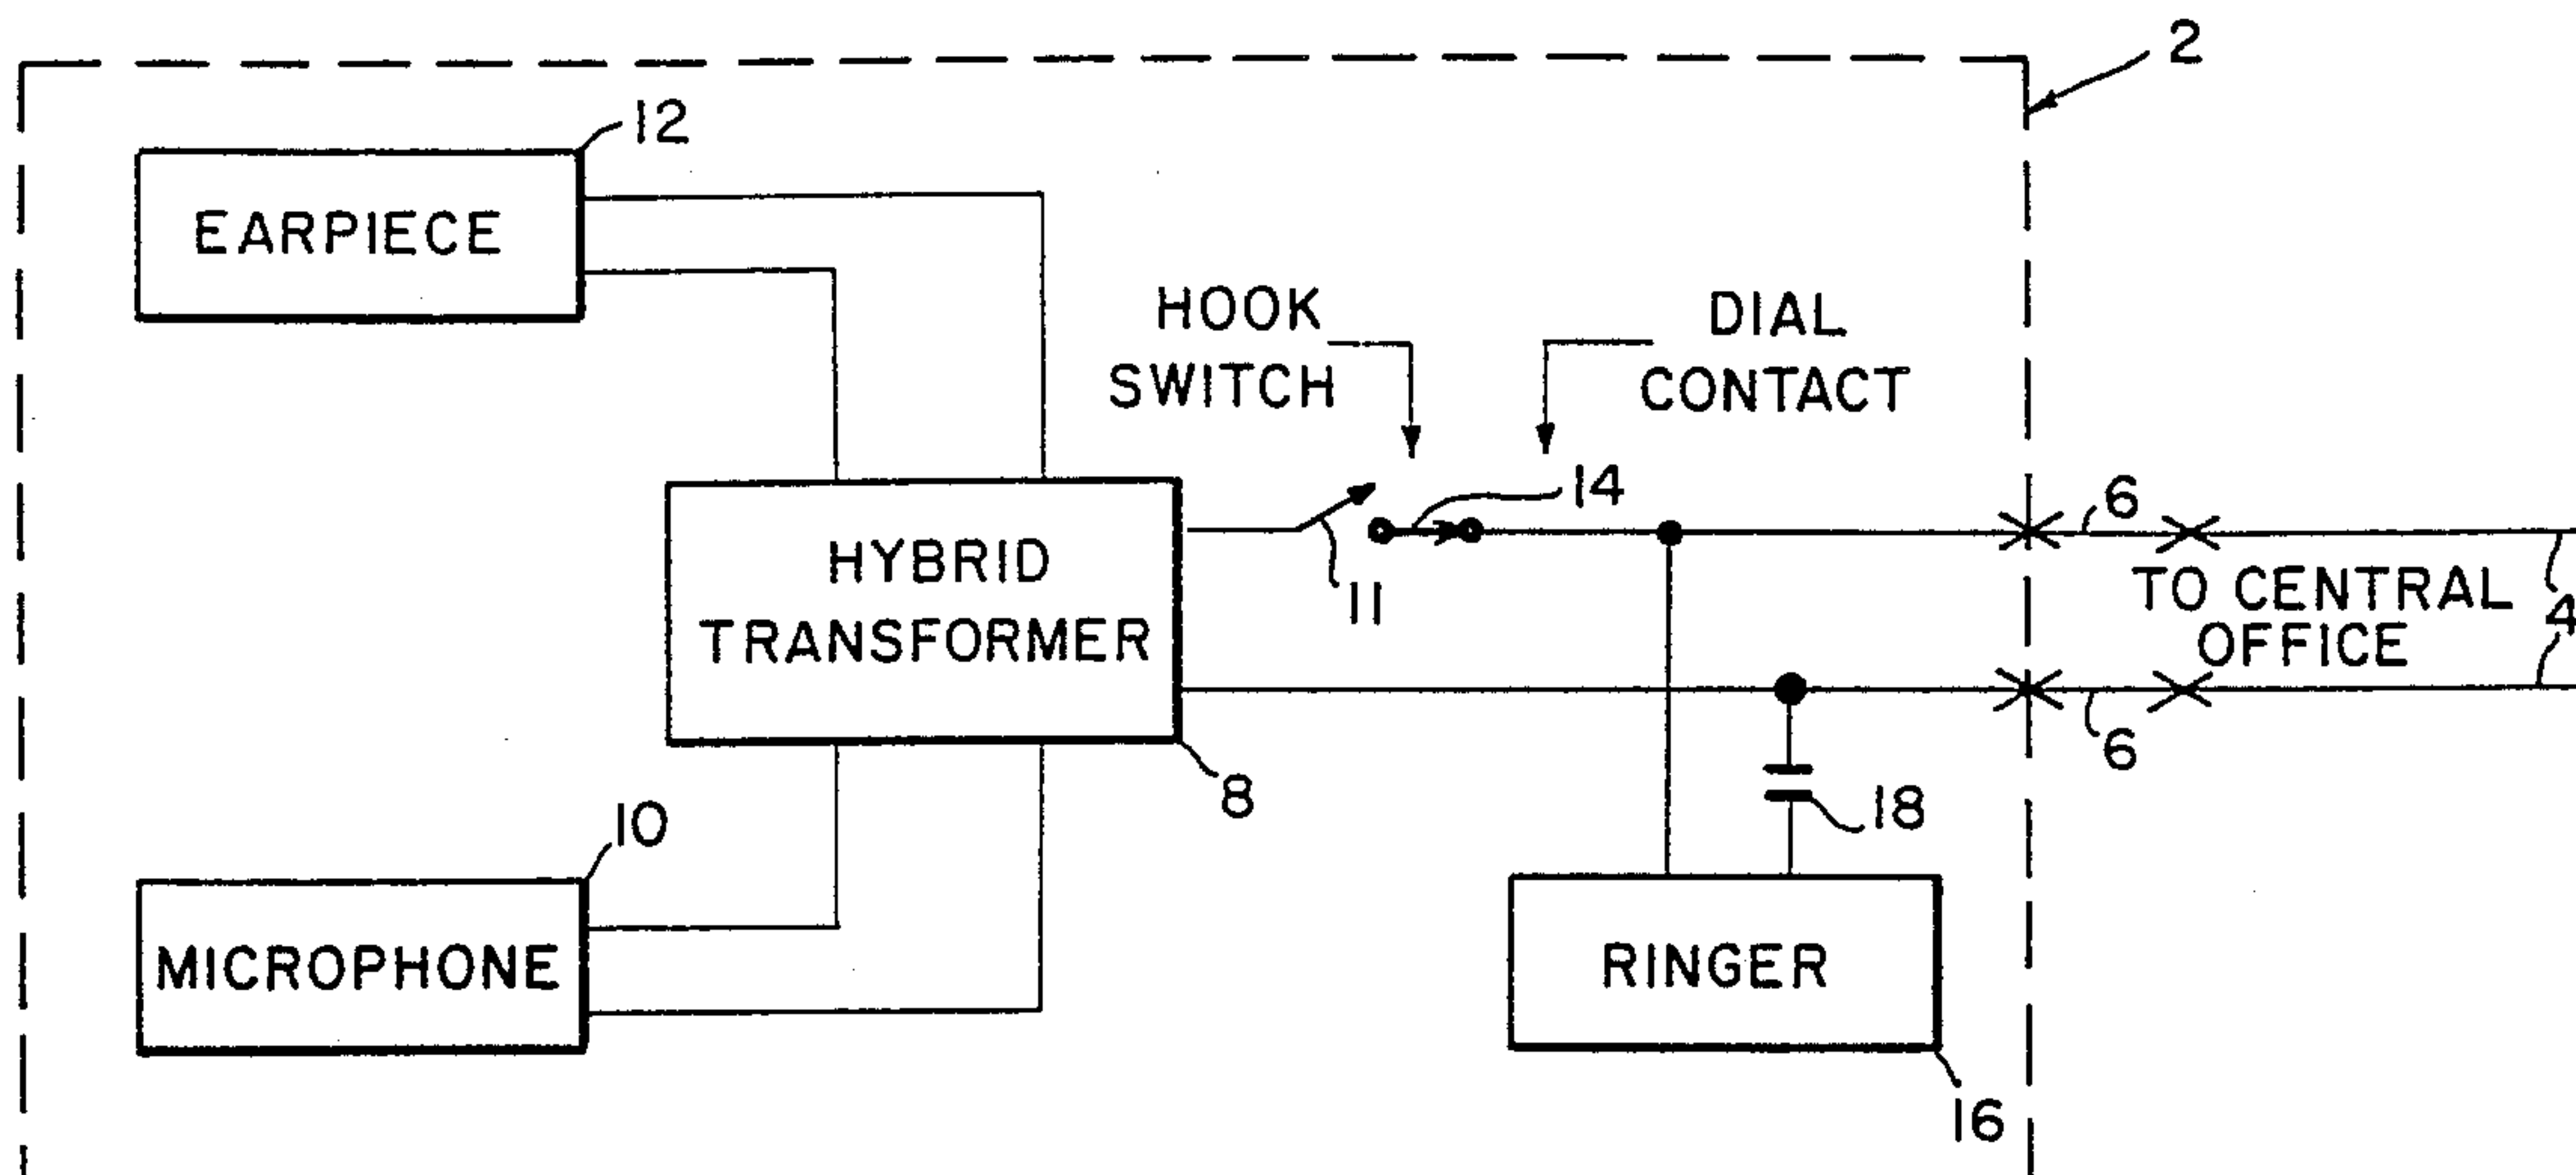 2
12
EARPIECE
HOOK
SWITCH
DIAL
CONTACT
14
6
11
HYBRID
TRANSFORMER
TO CENTRAL
OFFICE
4
6
8
18
10
MICROPHONE
RINGER
16